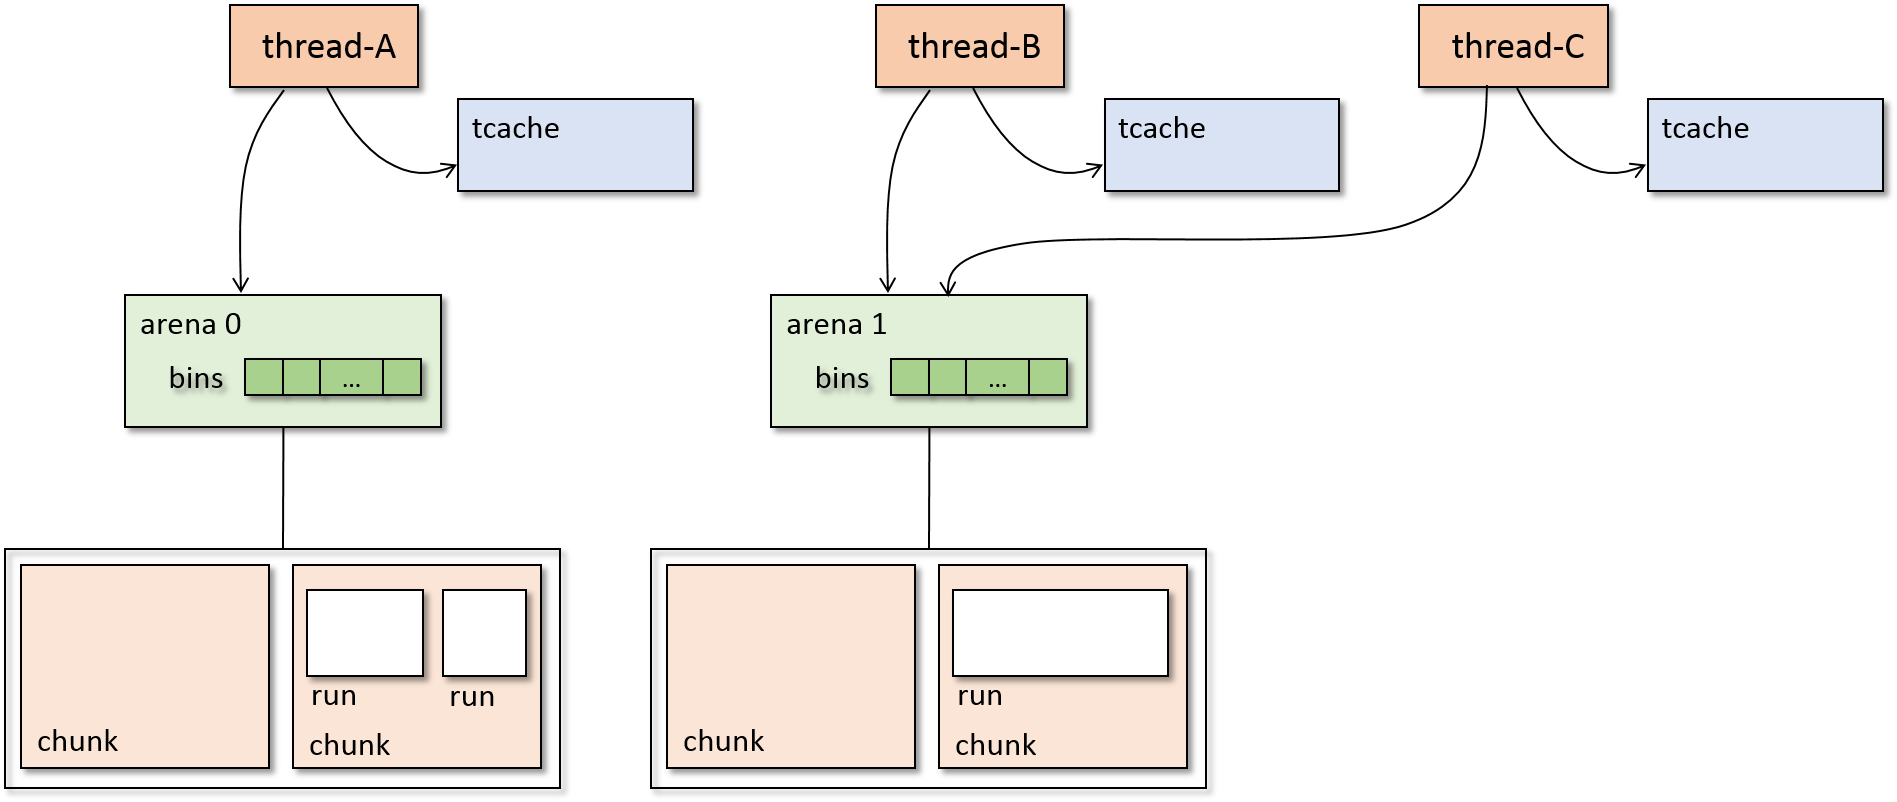 thread-A
thread-B
thread-C
tcache
tcache
tcache
arena 0
bins
...
arena 1
bins
...
run
run
chunk
chunk
run
chunk
chunk